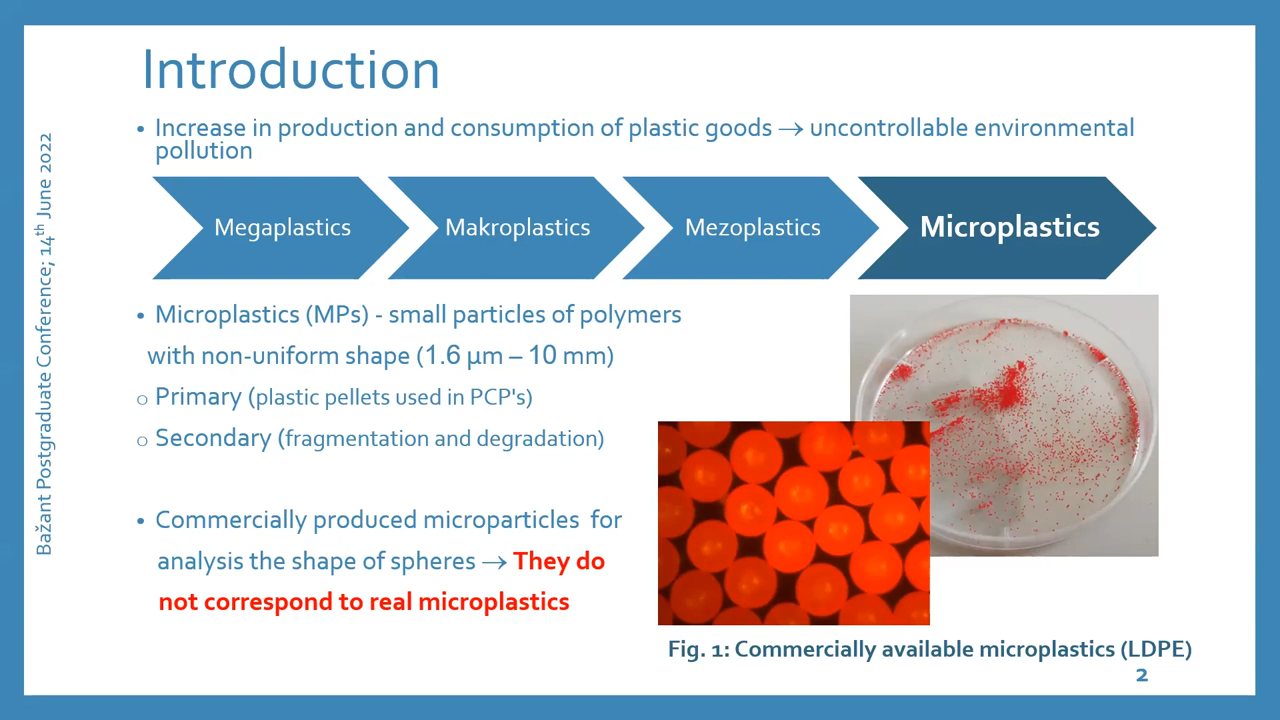 Introduction
• Increase in production and consumption of plastic goods → uncontrollable environmental
pollution
Megaplastics
Makroplastics
Mezoplastics
Microplastics
• Microplastics (MPs) - small particles of polymers
with non-uniform shape (1.6 µm – 10 mm)
o Primary (plastic pellets used in PCP's)
o Secondary (fragmentation and degradation)
• Commercially produced microparticles for
analysis the shape of spheres → They do
not correspond to real microplastics
Fig. 1: Commercially available microplastics (LDPE)
2
Bažant Postgraduate Conference; 14th June 2022